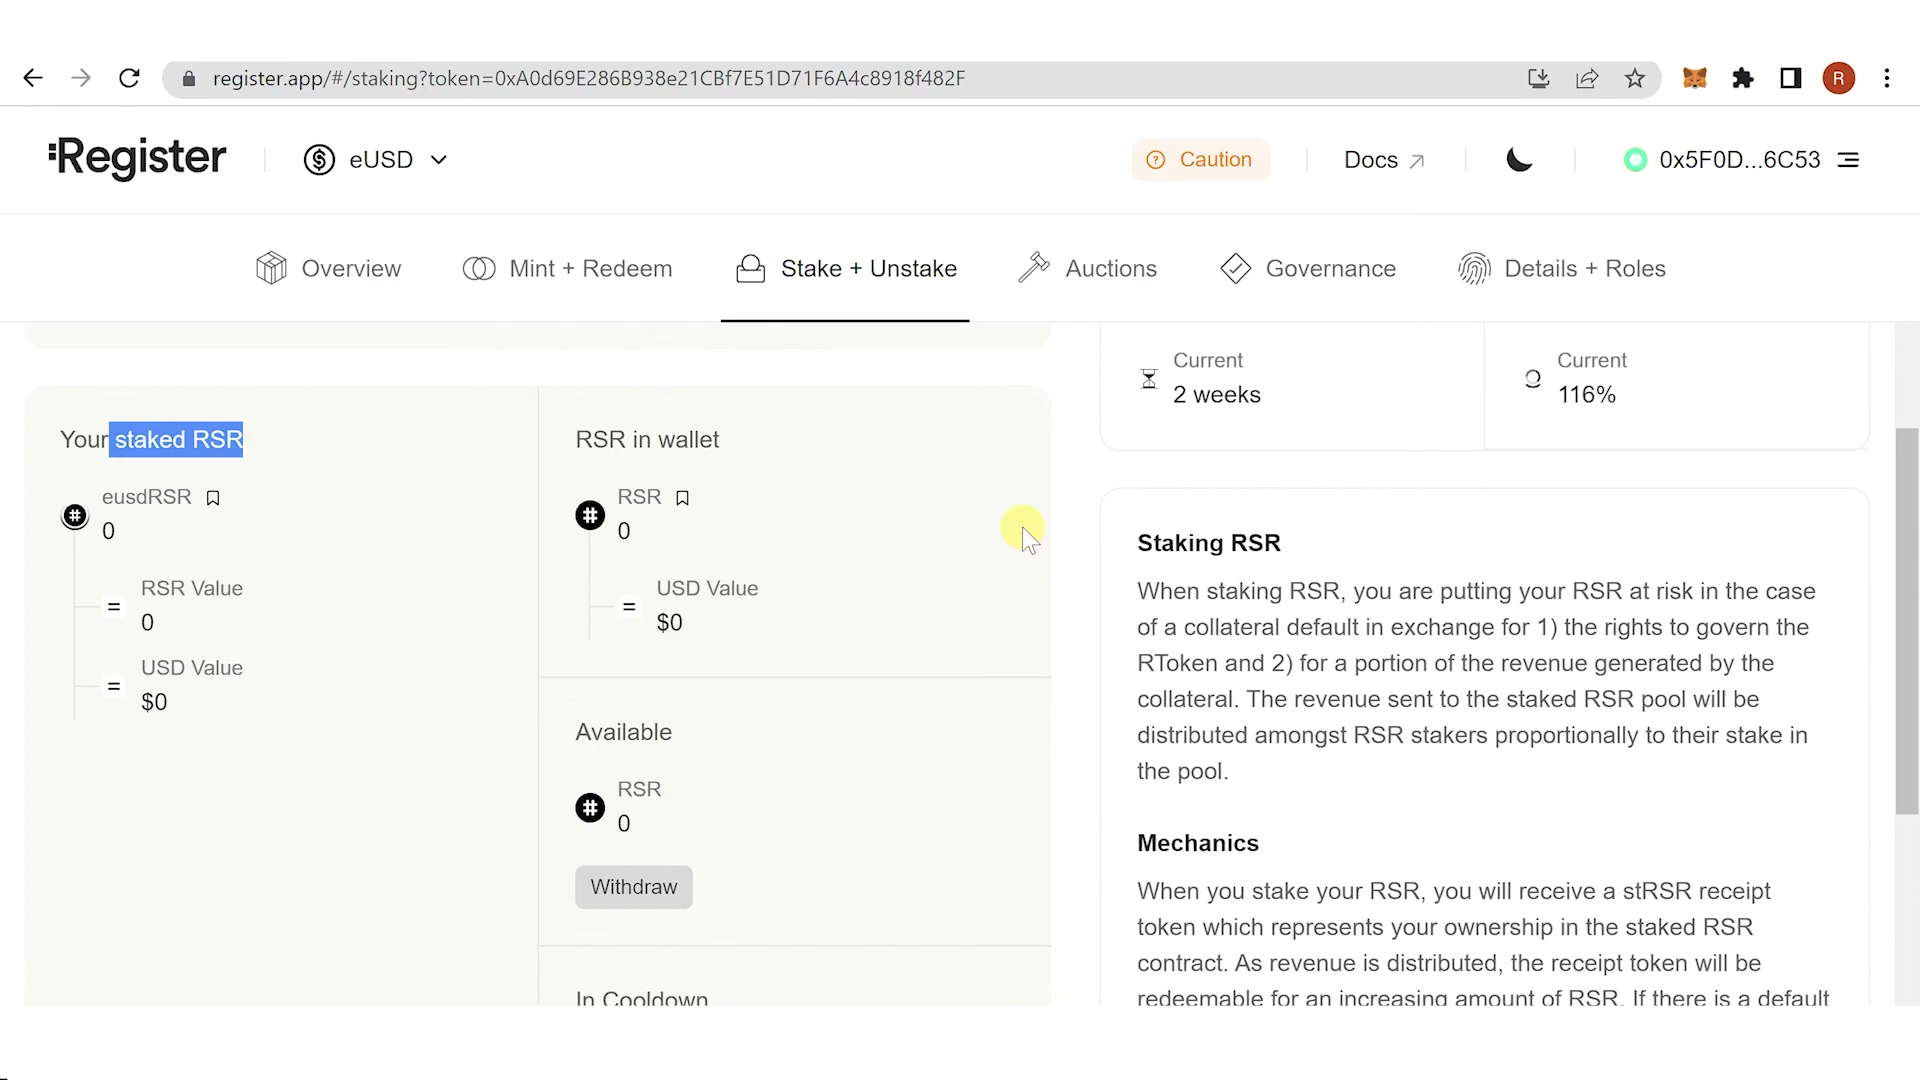 register.app/#/staking?token=0xA0d69E286B938e21CBf7E51D71F6A4c8918f482F
R
Register
eUSD
Caution
Docs
0x5F0D...6C53
Overview
Mint + Redeem
Stake + Unstake
Auctions
Governance
Details + Roles
Your staked RSR
eusdRSR
0
=
RSR Value
0
=
USD Value
$0
RSR in wallet
RSR
0
=
USD Value
$0
Available
RSR
0
Withdraw
In Cooldown
Current
2 weeks
Current
116%
Staking RSR
When staking RSR, you are putting your RSR at risk in the case
of a collateral default in exchange for 1) the rights to govern the
RToken and 2) for a portion of the revenue generated by the
collateral. The revenue sent to the staked RSR pool will be
distributed amongst RSR stakers proportionally to their stake in
the pool.
Mechanics
When you stake your RSR, you will receive a stRSR receipt
token which represents your ownership in the staked RSR
contract. As revenue is distributed, the receipt token will be
redeemable for an increasing amount of RSR. If there is a default